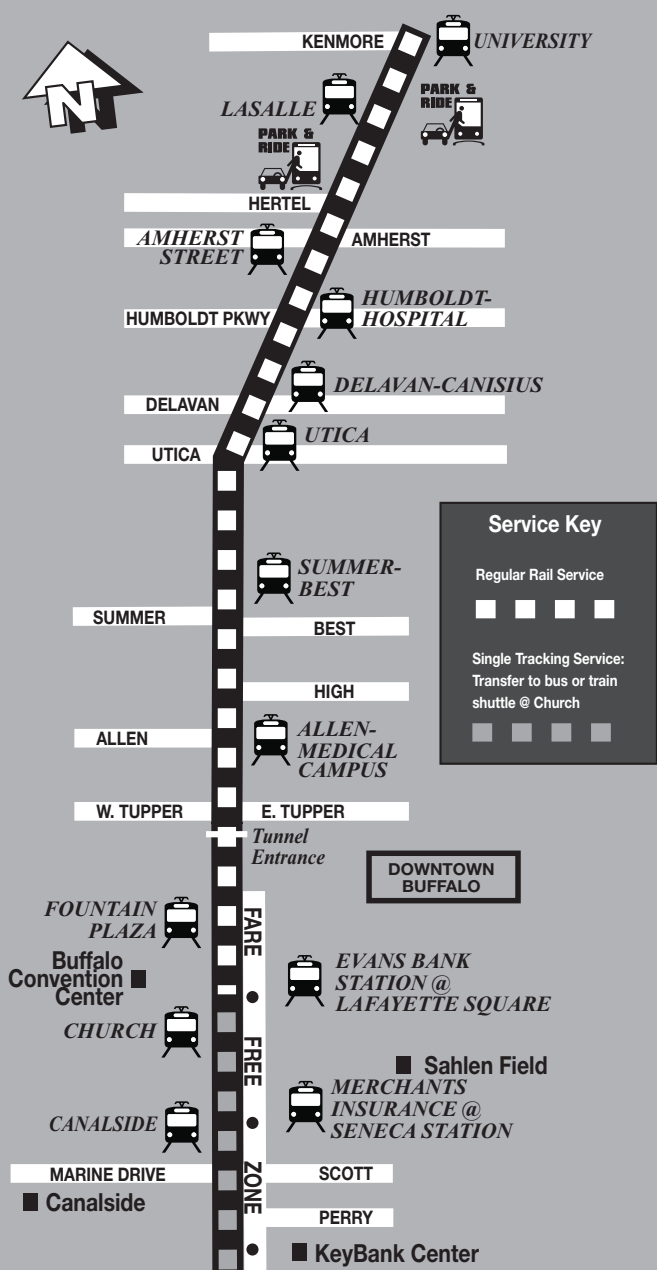 KENMORE
UNIVERSITY
N
LASALLE
PARK &
RIDE
PARK &
RIDE
HERTEL
AMHERST
STREET
AMHERST
HUMBOLDT PKWY
HUMBOLDT-
HOSPITAL
DELAVAN
DELAVAN-CANISIUS
UTICA
UTICA
Service Key
Regular Rail Service
Single Tracking Service:
Transfer to bus or train
shuttle @ Church
SUMMER-
BEST
SUMMER
BEST
HIGH
ALLEN
ALLEN-
MEDICAL
CAMPUS
W. TUPPER
E. TUPPER
Tunnel
Entrance
DOWNTOWN
BUFFALO
FOUNTAIN
PLAZA
FARE
FREE
ZONE
Buffalo
Convention
Center
EVANS BANK
STATION @
LAFAYETTE SQUARE
CHURCH
Sahlen Field
MERCHANTS
INSURANCE @
SENECA STATION
CANALSIDE
MARINE DRIVE
SCOTT
Canalside
PERRY
KeyBank Center